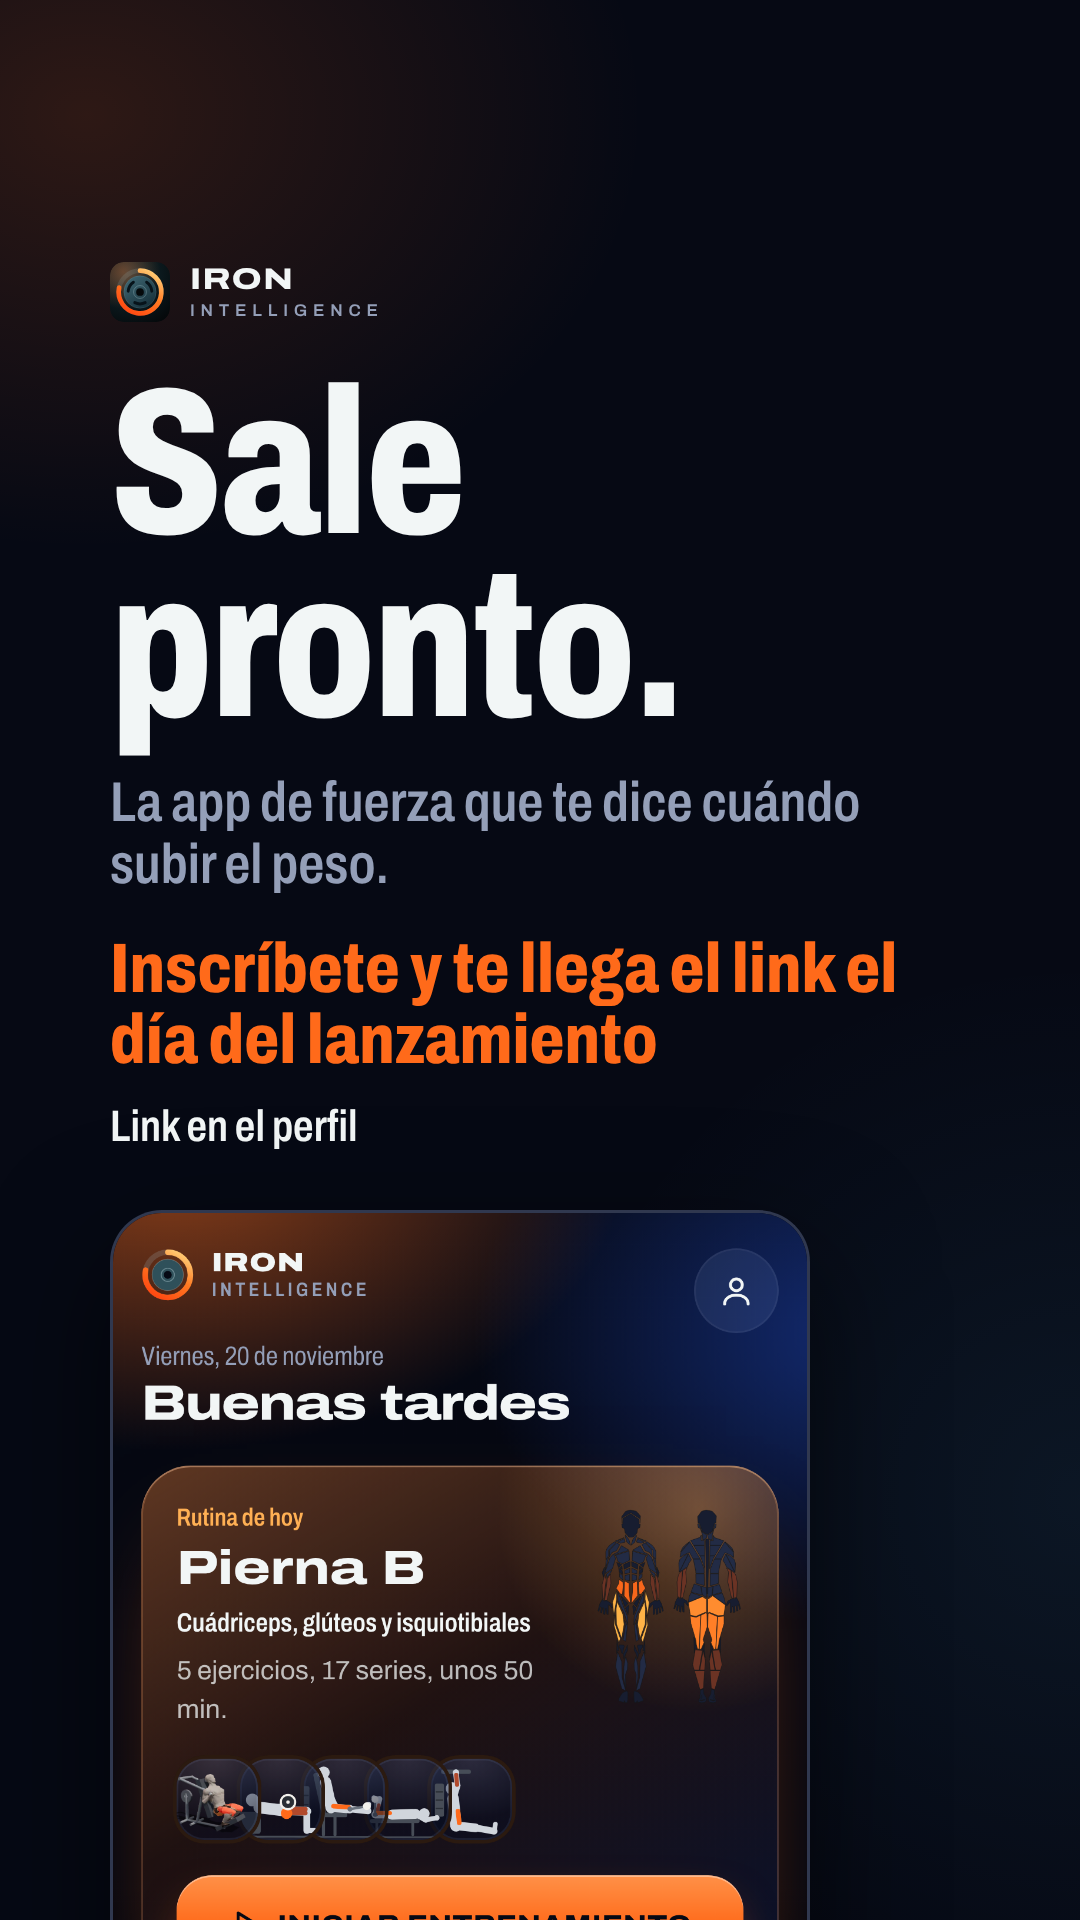 IRON
INTELLIGENCE
Sale
pronto.
La app de fuerza que te dice cuándo
subir el peso.
Inscríbete y te llega el link el
día del lanzamiento
Link en el perfil
IRON
INTELLIGENCE
Viernes, 20 de noviembre
Buenas tardes
Rutina de hoy
Pierna B
Cuádriceps, glúteos y isquiotibiales
5 ejercicios, 17 series, unos 50
min.
INICIAR ENTRENAMIENTO